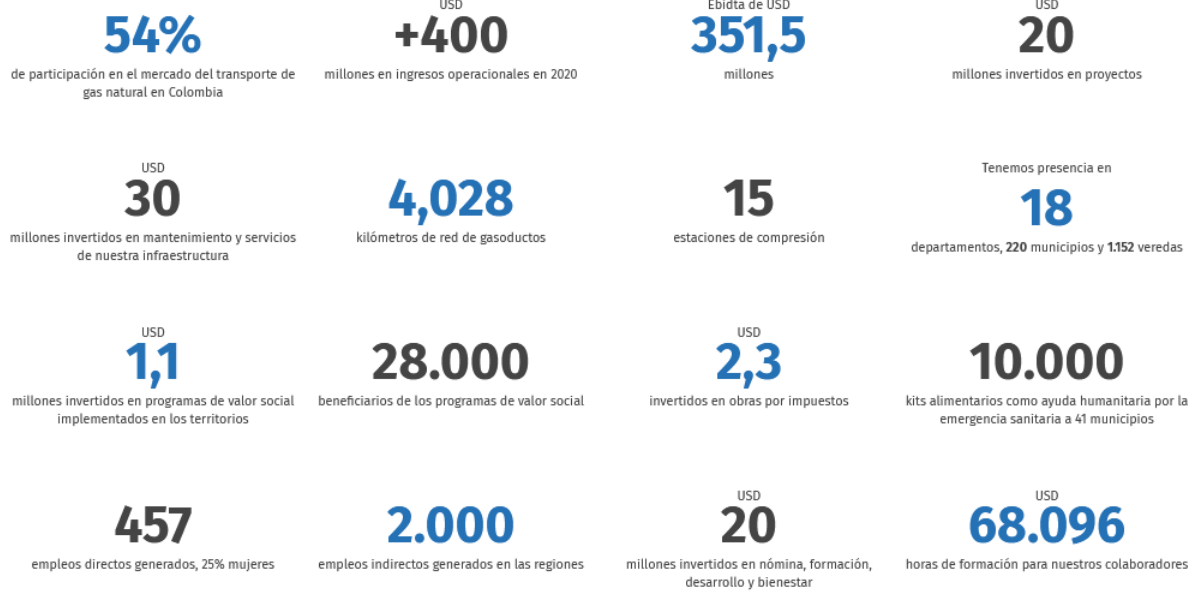 54%
de participación en el mercado del transporte de
gas natural en Colombia
USD
+400
millones en ingresos operacionales en 2020
Ebidta de USD
351,5
millones
USD
20
millones invertidos en proyectos
USD
30
millones invertidos en mantenimiento y servicios
de nuestra infraestructura
4,028
kilómetros de red de gasoductos
15
estaciones de compresión
Tenemos presencia en
18
departamentos, 220 municipios y 1.152 veredas
USD
1,1
millones invertidos en programas de valor social
implementados en los territorios
28.000
beneficiarios de los programas de valor social
USD
2,3
invertidos en obras por impuestos
10.000
kits alimentarios como ayuda humanitaria por la
emergencia sanitaria a 41 municipios
457
empleos directos generados, 25% mujeres
2.000
empleos indirectos generados en las regiones
USD
20
millones invertidos en nómina, formación,
desarrollo y bienestar
USD
68.096
horas de formación para nuestros colaboradores